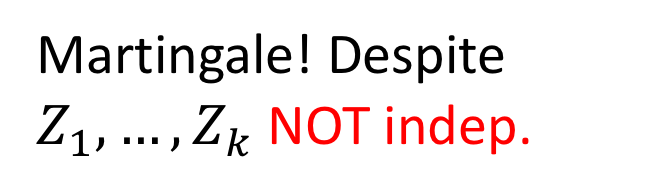 Martingale! Despite
Z₁, … , Zₖ NOT indep.